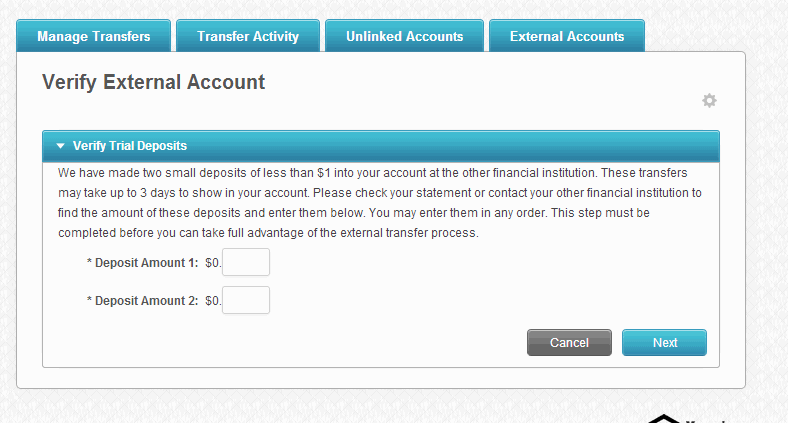 Manage Transfers Transfer Activity Unlinked Accounts External Accounts
Verify External Account
Verify Trial Deposits
We have made two small deposits of less than $1 into your account at the other financial institution. These transfers
may take up to 3 days to show in your account. Please check your statement or contact your other financial institution to
find the amount of these deposits and enter them below. You may enter them in any order. This step must be
completed before you can take full advantage of the external transfer process.
* Deposit Amount 1: $0.
* Deposit Amount 2: $0.
Cancel Next